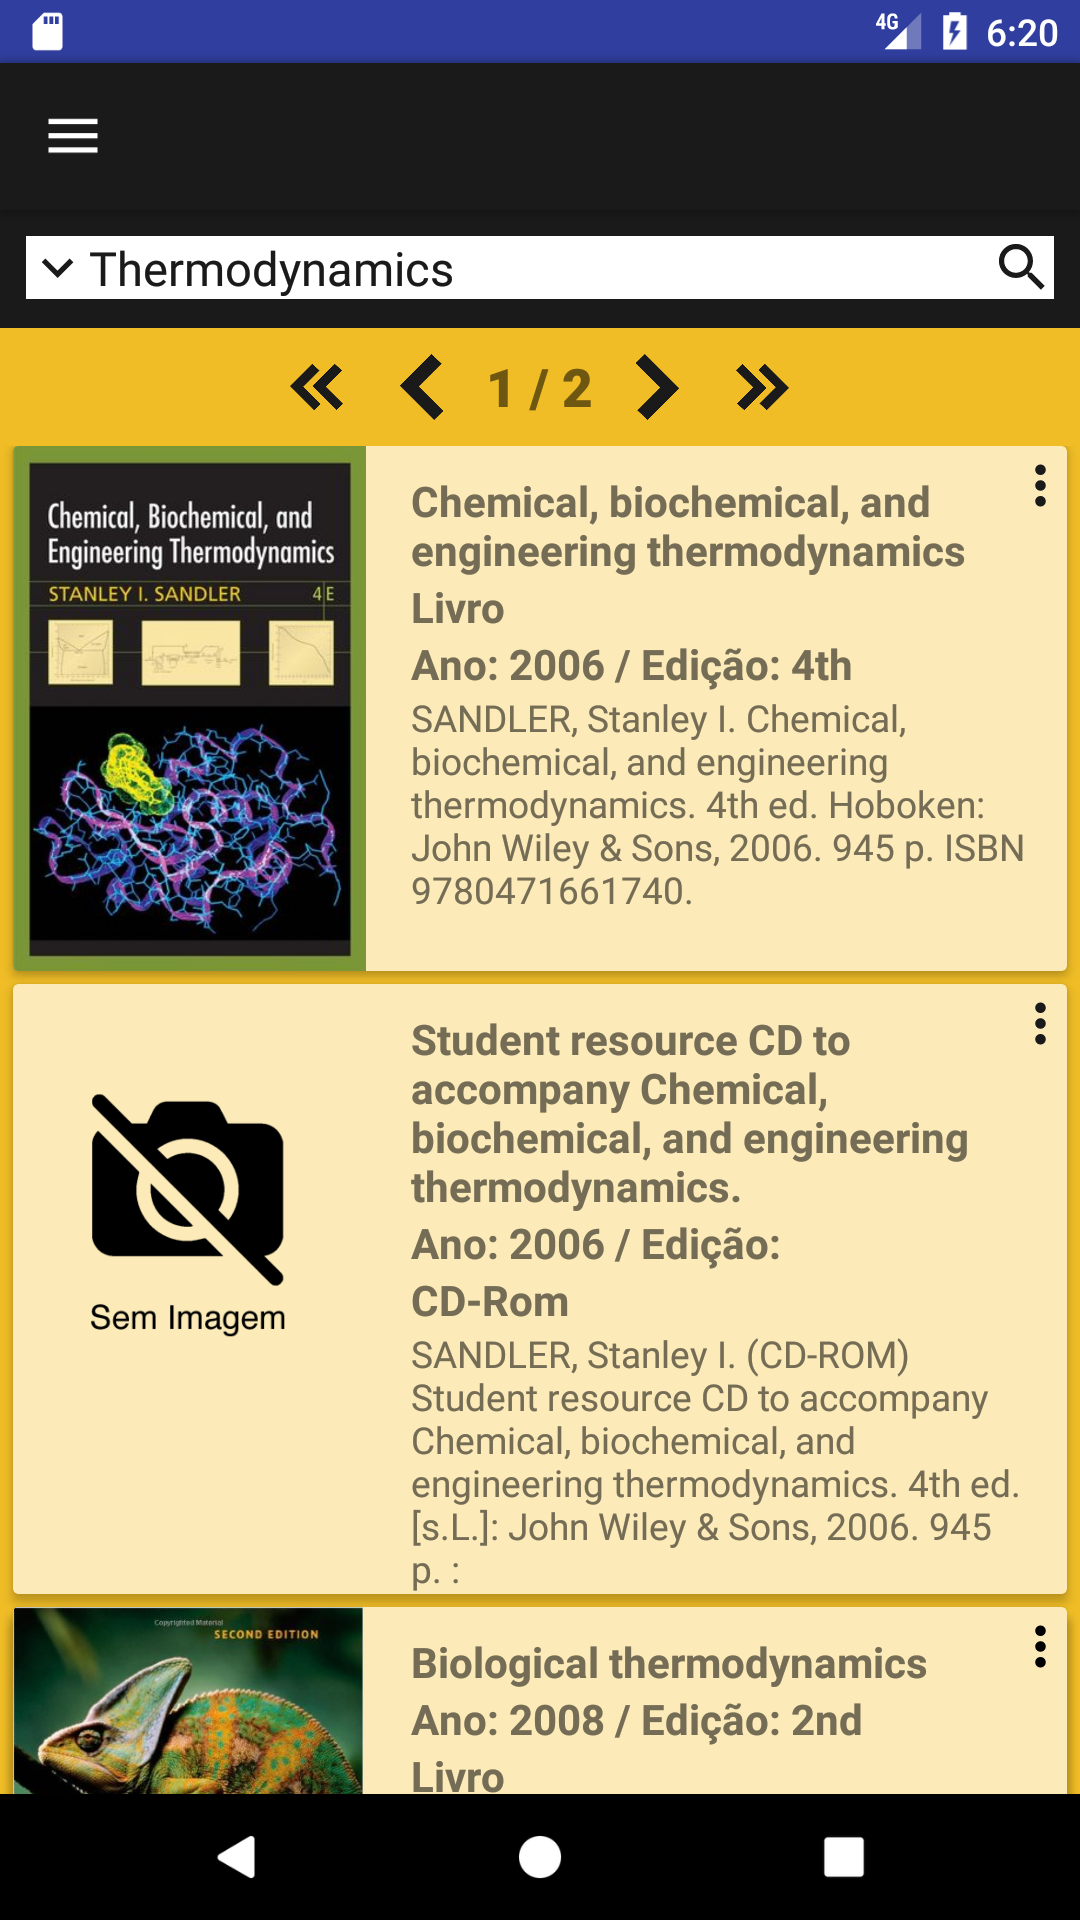 4G 6:20
Thermodynamics
1 / 2
Chemical, Biochemical, and
Engineering Thermodynamics
STANLEY I. SANDLER 4 E
Chemical, biochemical, and
engineering thermodynamics
Livro
Ano: 2006 / Edição: 4th
SANDLER, Stanley I. Chemical,
biochemical, and engineering
thermodynamics. 4th ed. Hoboken:
John Wiley & Sons, 2006. 945 p. ISBN
9780471661740.
Sem Imagem
Student resource CD to
accompany Chemical,
biochemical, and engineering
thermodynamics.
Ano: 2006 / Edição:
CD-Rom
SANDLER, Stanley I. (CD-ROM)
Student resource CD to accompany
Chemical, biochemical, and
engineering thermodynamics. 4th ed.
[s.L.]: John Wiley & Sons, 2006. 945
p. :
Copyrighted Material
SECOND EDITION
Biological thermodynamics
Ano: 2008 / Edição: 2nd
Livro